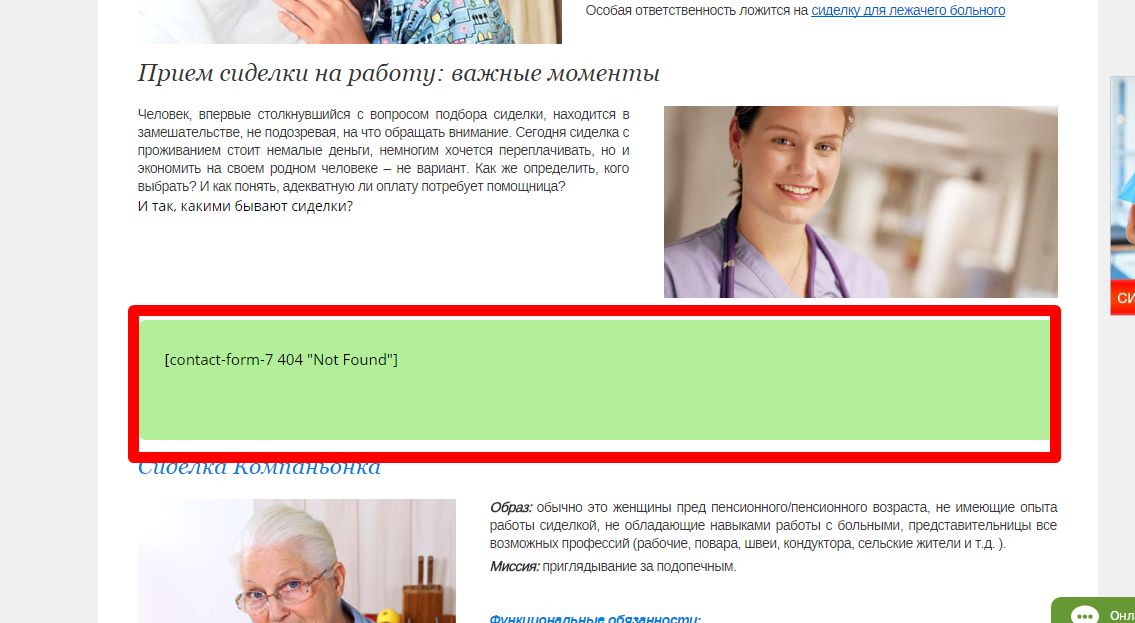 Особая ответственность ложится на сиделку для лежачего больного
Прием сиделки на работу: важные моменты
Человек, впервые столкнувшийся с вопросом подбора сиделки, находится в
замешательстве, не подозревая, на что обращать внимание. Сегодня сиделка с
проживанием стоит немалые деньги, немногим хочется переплачивать, но и
экономить на своем родном человеке – не вариант. Как же определить, кого
выбрать? И как понять, адекватную ли оплату потребует помощница?
И так, какими бывают сиделки?
СИ
[contact-form-7 404 "Not Found"]
Сиделка Компаньонка
Образ: обычно это женщины пред пенсионного/пенсионного возраста, не имеющие опыта
работы сиделкой, не обладающие навыками работы с больными, представительницы все
возможных профессий (рабочие, повара, швеи, кондуктора, сельские жители и т.д. ).
Миссия: приглядывание за подопечным.
Функциональные обязанности:
Онл